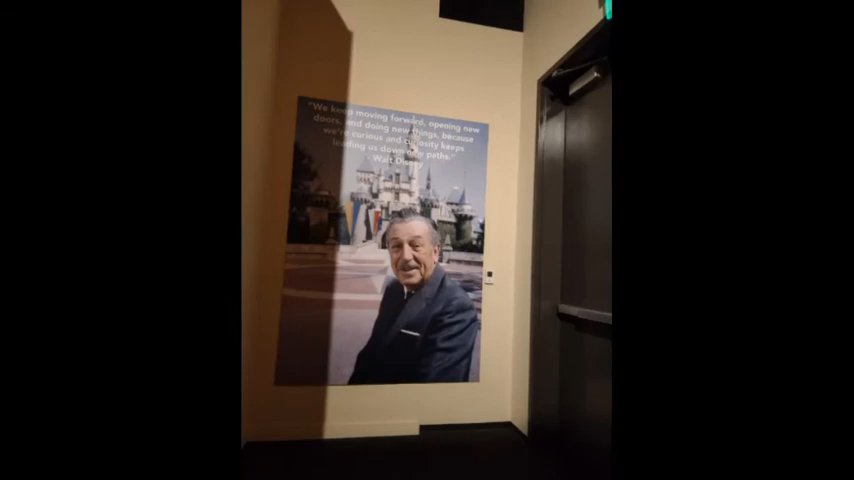 "We keep moving forward, opening new
doors, and doing new things, because
we're curious and curiosity keeps
leading us down new paths."
- Walt Disney